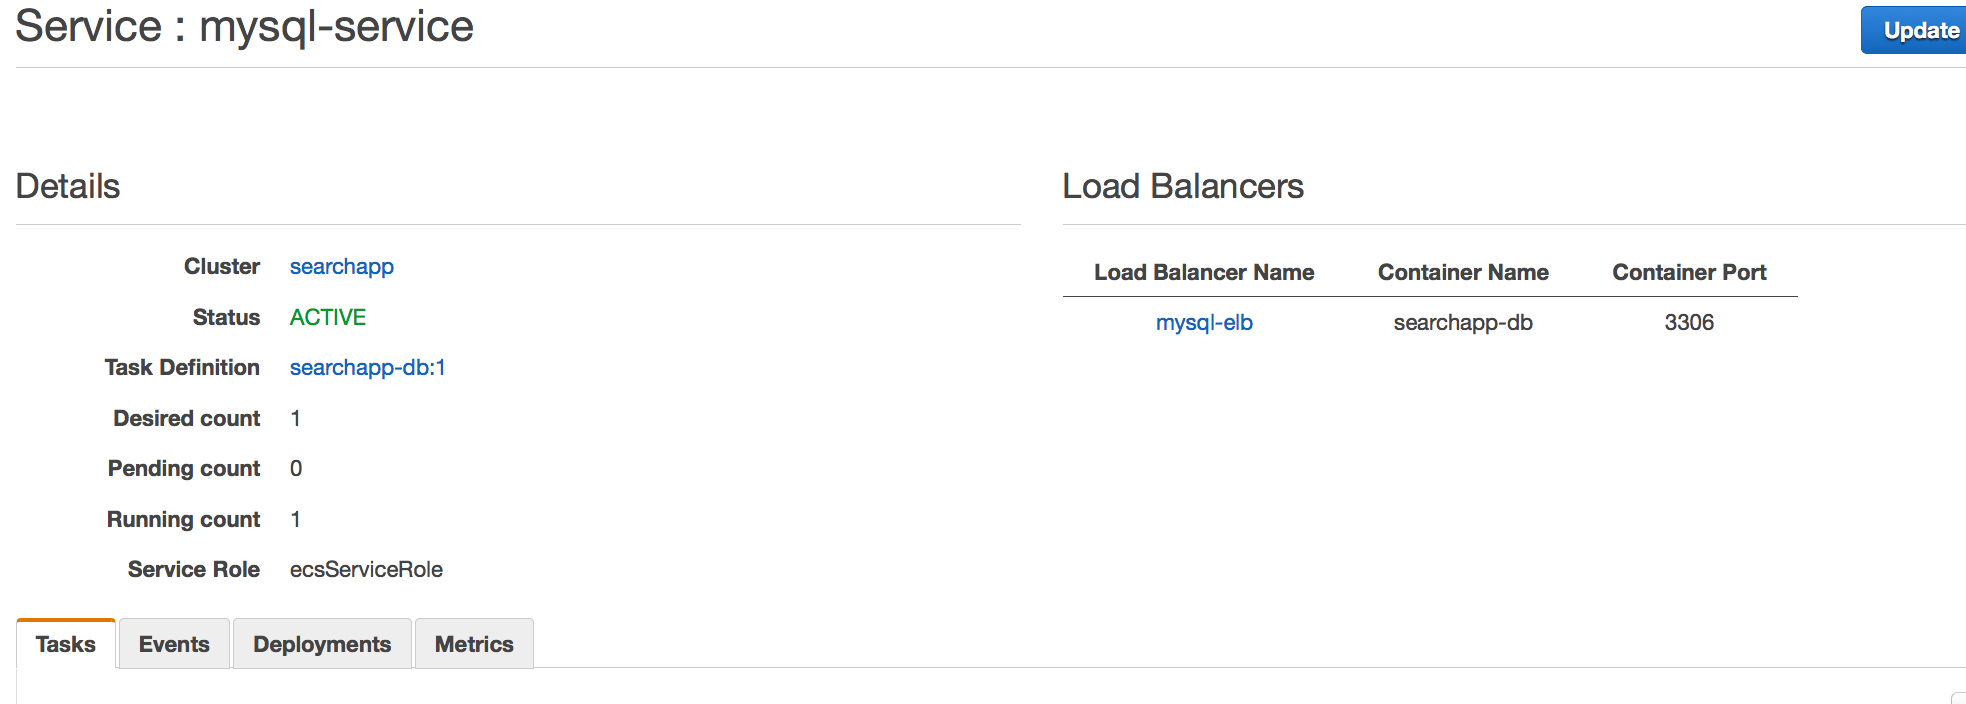 Service : mysql-service
Update
Details
Cluster searchapp
Status ACTIVE
Task Definition searchapp-db:1
Desired count 1
Pending count 0
Running count 1
Service Role ecsServiceRole
Load Balancers
Load Balancer Name Container Name Container Port
mysql-elb searchapp-db 3306
Tasks Events Deployments Metrics